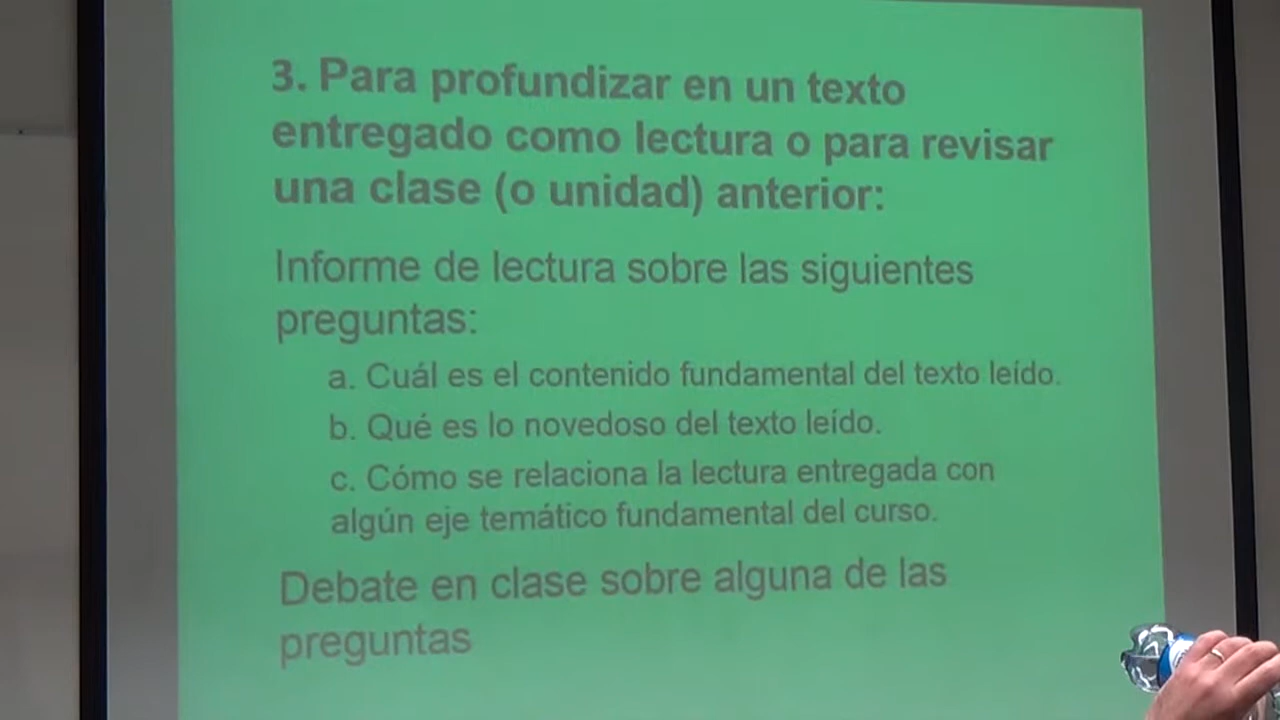 3. Para profundizar en un texto
entregado como lectura o para revisar
una clase (o unidad) anterior:
Informe de lectura sobre las siguientes
preguntas:
a. Cuál es el contenido fundamental del texto leído.
b. Qué es lo novedoso del texto leído.
c. Cómo se relaciona la lectura entregada con
algún eje temático fundamental del curso.
Debate en clase sobre alguna de las
preguntas